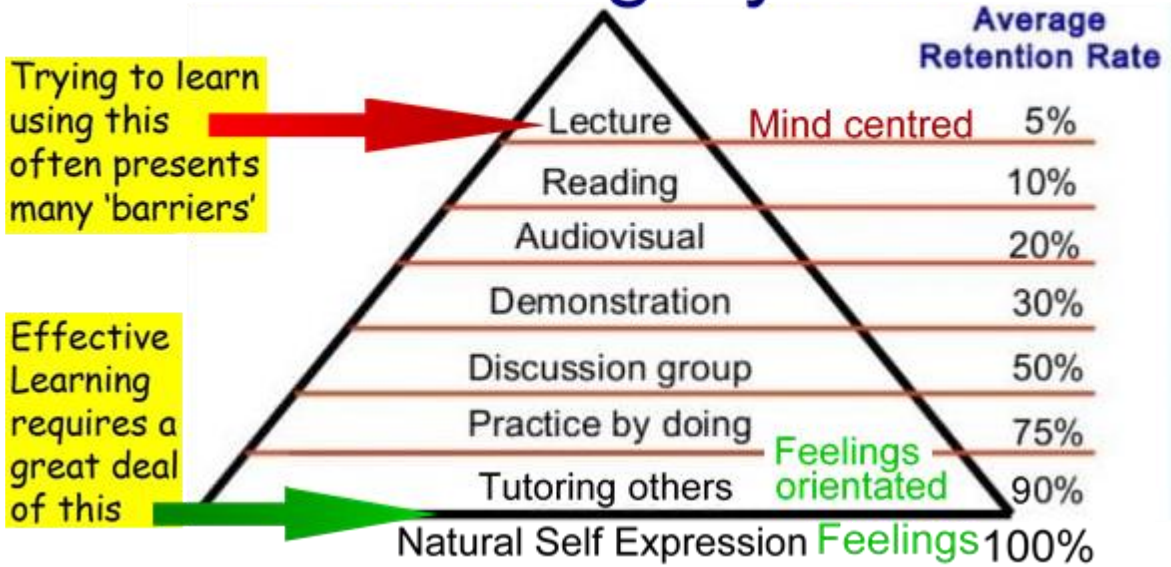 Average
Retention Rate
Trying to learn
using this
often presents
many ‘barriers’
Lecture Mind centred 5%
Reading 10%
Audiovisual 20%
Demonstration 30%
Effective
Learning
requires a
great deal
of this
Discussion group 50%
Practice by doing 75%
Feelings
orientated
Tutoring others 90%
Natural Self Expression Feelings 100%